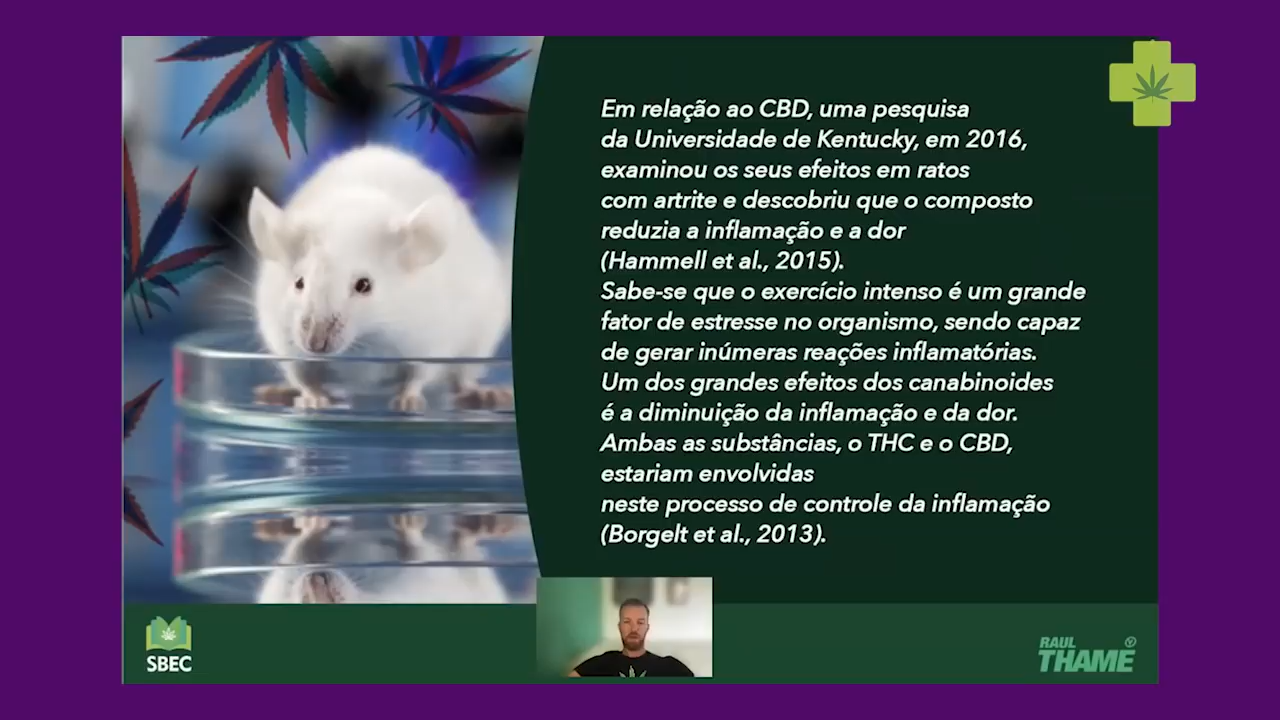 Em relação ao CBD, uma pesquisa
da Universidade de Kentucky, em 2016,
examinou os seus efeitos em ratos
com artrite e descobriu que o composto
reduzia a inflamação e a dor
(Hammell et al., 2015).
Sabe-se que o exercício intenso é um grande
fator de estresse no organismo, sendo capaz
de gerar inúmeras reações inflamatórias.
Um dos grandes efeitos dos canabinoides
é a diminuição da inflamação e da dor.
Ambas as substâncias, o THC e o CBD,
estariam envolvidas
neste processo de controle da inflamação
(Borgelt et al., 2013).
SBEC
RAUL
THAME